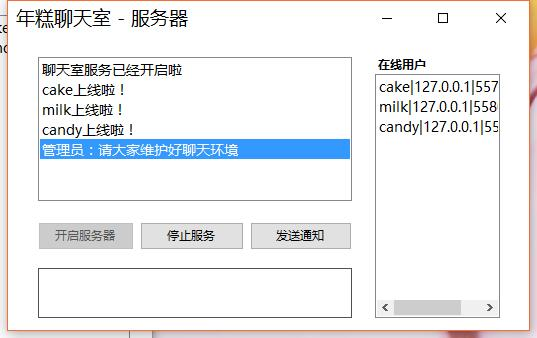 年糕聊天室 - 服务器
聊天室服务已经开启啦
cake上线啦！
milk上线啦！
candy上线啦！
管理员：请大家维护好聊天环境
开启服务器
停止服务
发送通知
在线用户
cake|127.0.0.1|557
milk|127.0.0.1|558
candy|127.0.0.1|55